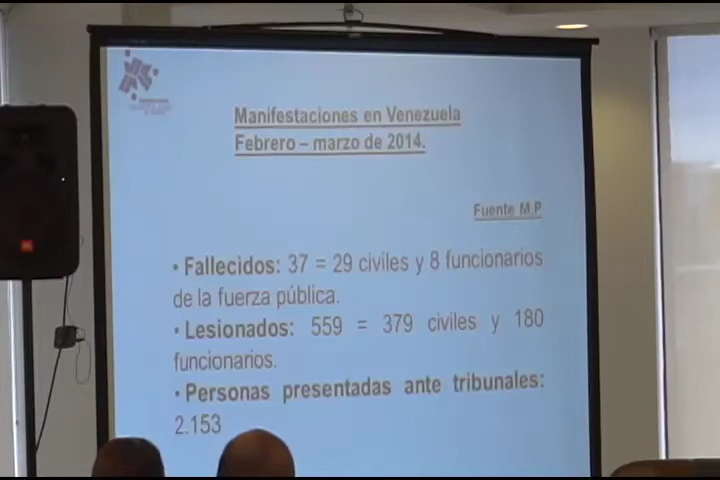 Manifestaciones en Venezuela
Febrero – marzo de 2014.
Fuente M.P
• Fallecidos: 37 = 29 civiles y 8 funcionarios
de la fuerza pública.
• Lesionados: 559 = 379 civiles y 180
funcionarios.
• Personas presentadas ante tribunales:
2.153